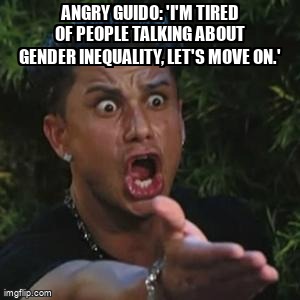 ANGRY GUIDO: 'I'M TIRED
OF PEOPLE TALKING ABOUT
GENDER INEQUALITY, LET'S MOVE ON.'
imgflip.com